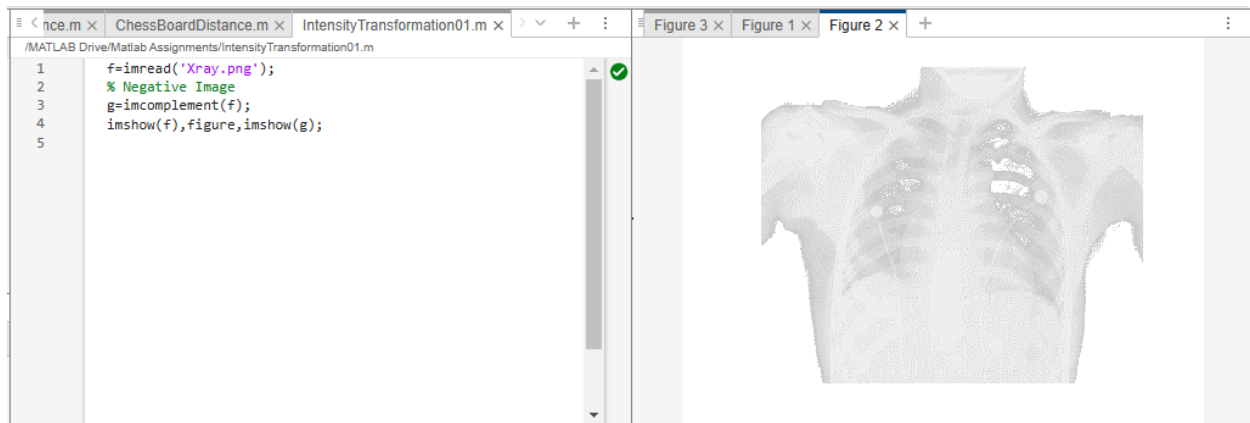 nce.m × ChessBoardDistance.m × IntensityTransformation01.m ×
/MATLAB Drive/Matlab Assignments/IntensityTransformation01.m
1 f=imread('Xray.png');
2 % Negative Image
3 g=imcomplement(f);
4 imshow(f),figure,imshow(g);
5
Figure 3 × Figure 1 × Figure 2 ×